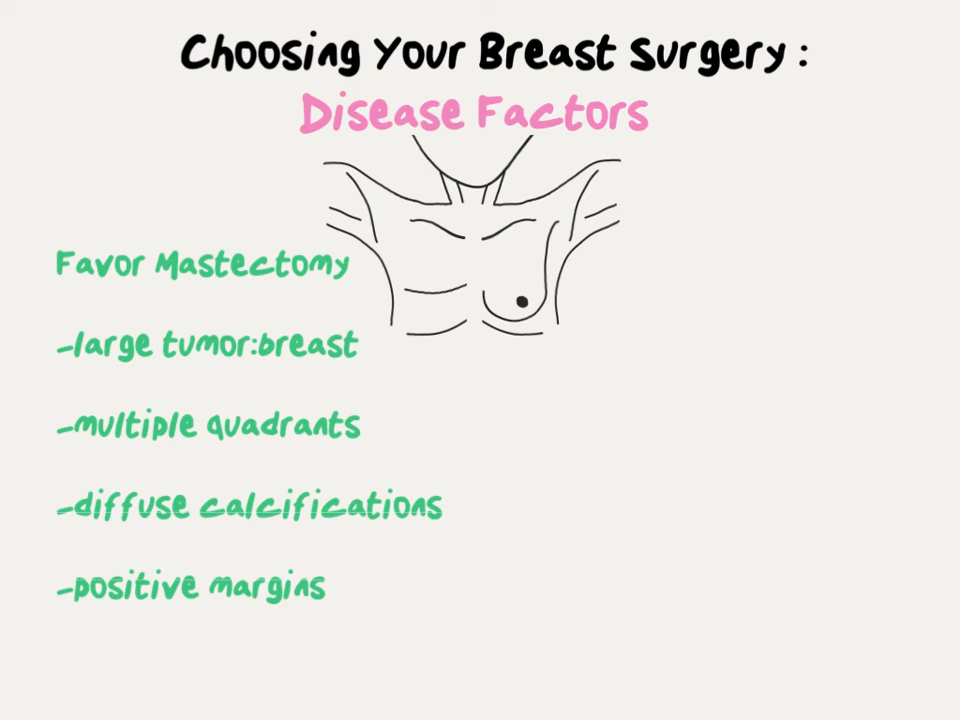 Choosing Your Breast Surgery:
Disease Factors
Favor Mastectomy
-large tumor:breast
-multiple quadrants
-diffuse calcifications
-positive margins